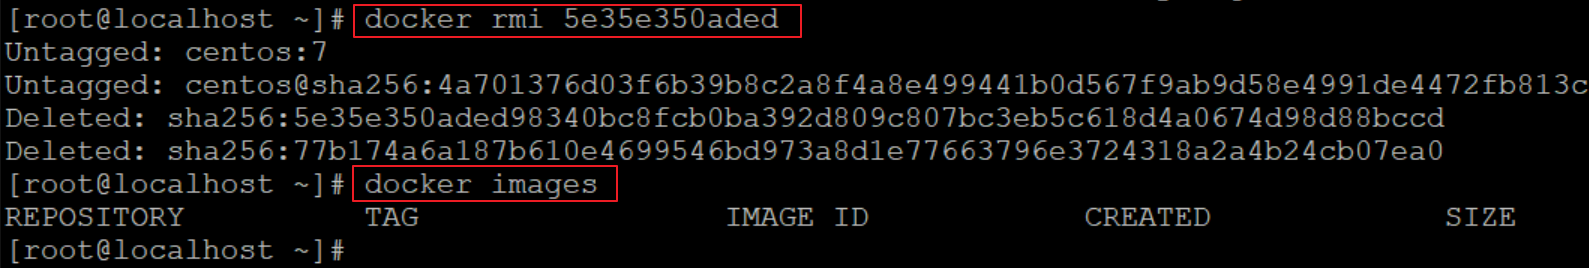 [root@localhost ~]# docker rmi 5e35e350aded
Untagged: centos:7
Untagged: centos@sha256:4a701376d03f6b39b8c2a8f4a8e499441b0d567f9ab9d58e4991de4472fb813c
Deleted: sha256:5e35e350aded98340bc8fcb0ba392d809c807bc3eb5c618d4a0674d98d88bccd
Deleted: sha256:77b174a6a187b610e4699546bd973a8d1e77663796e3724318a2a4b24cb07ea0
[root@localhost ~]# docker images
REPOSITORY TAG IMAGE ID CREATED SIZE
[root@localhost ~]#